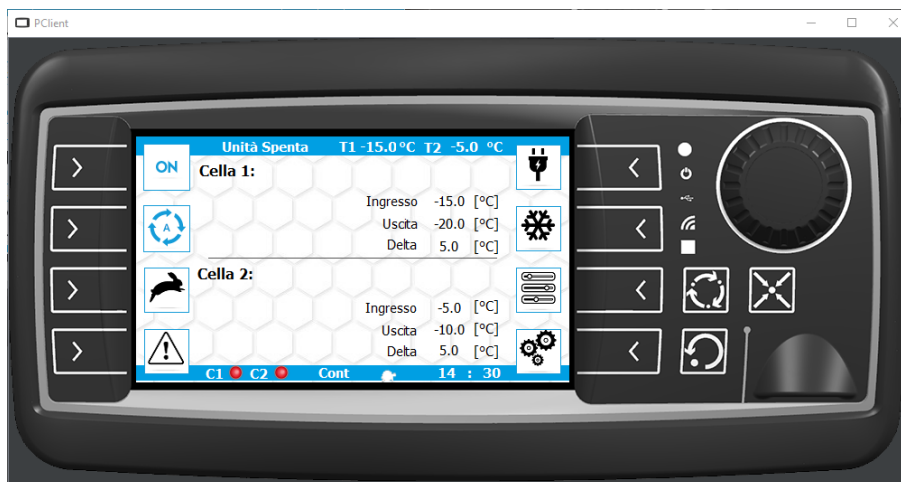 PClient
Unità Spenta T1 -15.0°C T2 -5.0 °C
ON
Cella 1:
Ingresso -15.0 [°C]
A
Uscita -20.0 [°C]
Delta 5.0 [°C]
Cella 2:
Ingresso -5.0 [°C]
Uscita -10.0 [°C]
Delta 5.0 [°C]
C1 C2 Cont 14 : 30